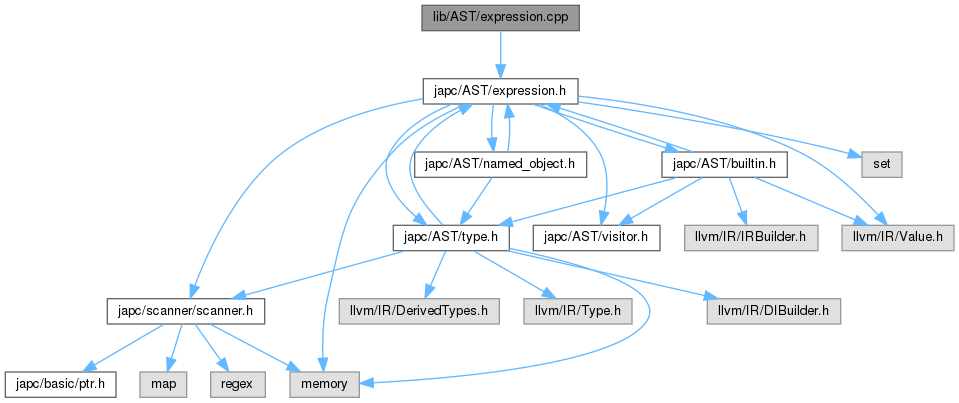 lib/AST/expression.cpp
japc/AST/expression.h
japc/AST/named_object.h
japc/AST/builtin.h
set
japc/AST/type.h
japc/AST/visitor.h
llvm/IR/IRBuilder.h
llvm/IR/Value.h
japc/scanner/scanner.h
llvm/IR/DerivedTypes.h
llvm/IR/Type.h
llvm/IR/DIBuilder.h
japc/basic/ptr.h
map
regex
memory